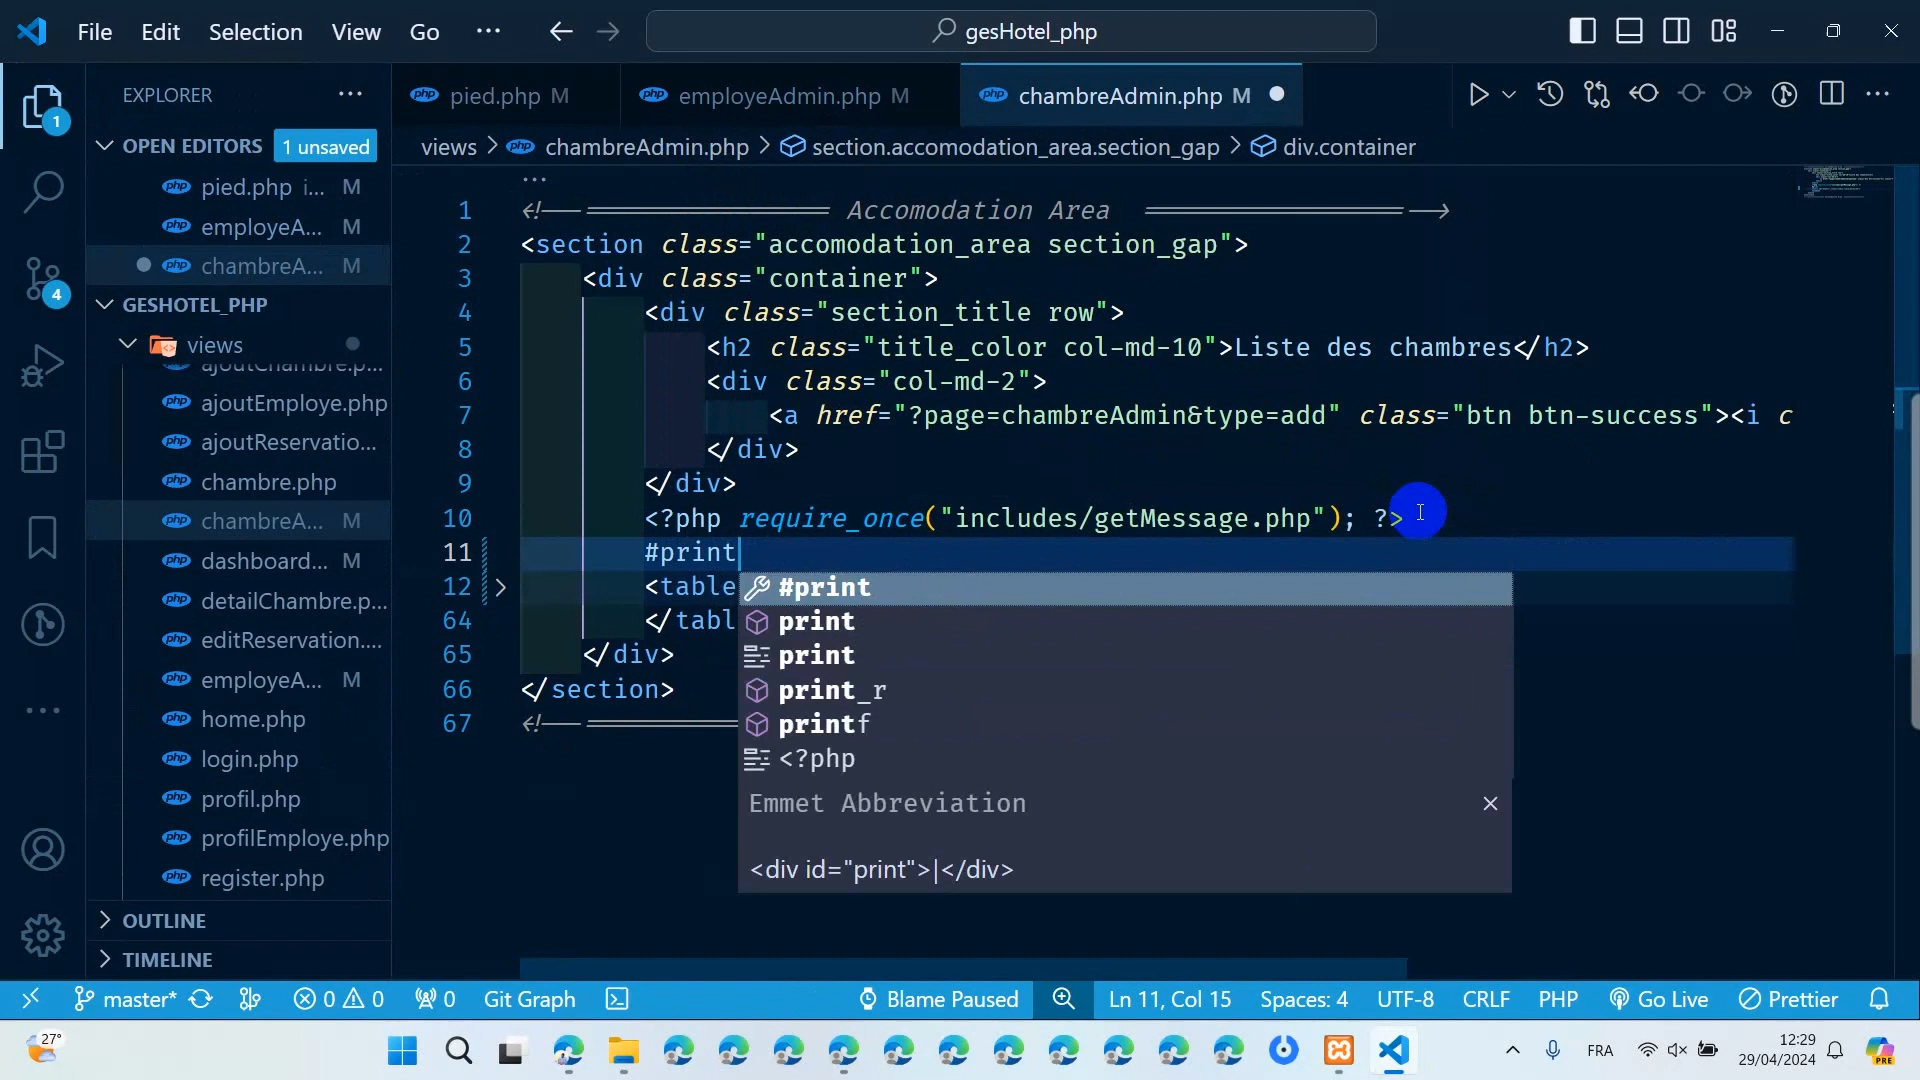 File Edit Selection View Go ··· gesHotel_php
EXPLORER ···
1
OPEN EDITORS 1 unsaved
pied.php i... M
employeA... M
chambreA... M
GESHOTEL_PHP
views
ajoutChambre.p...
ajoutEmploye.php
ajoutReservatio...
chambre.php
chambreA... M
dashboard... M
detailChambre.p...
editReservation....
employeA... M
home.php
login.php
profil.php
profilEmploye.php
register.php
OUTLINE
TIMELINE
4
php pied.php M php employeAdmin.php M php chambreAdmin.php M
views > php chambreAdmin.php > section.accomodation_area.section_gap > div.container
1 <!-- ================ Accomodation Area ================= -->
2 <section class="accomodation_area section_gap">
3 <div class="container">
4 <div class="section_title row">
5 <h2 class="title_color col-md-10">Liste des chambres</h2>
6 <div class="col-md-2">
7 <a href="?page=chambreAdmin&type=add" class="btn btn-success"><i c
8 </div>
9 </div>
10 <?php require_once("includes/getMessage.php"); ?>
11 #print
12 <table
64 </tabl
65 </div>
66 </section>
67 <!-- ==========
#print
print
print
print_r
printf
<?php
Emmet Abbreviation
<div id="print">|</div>
master* 0 0 0 Git Graph Blame Paused Ln 11, Col 15 Spaces: 4 UTF-8 CRLF PHP Go Live Prettier
27° FRA 12:29
29/04/2024
PRE